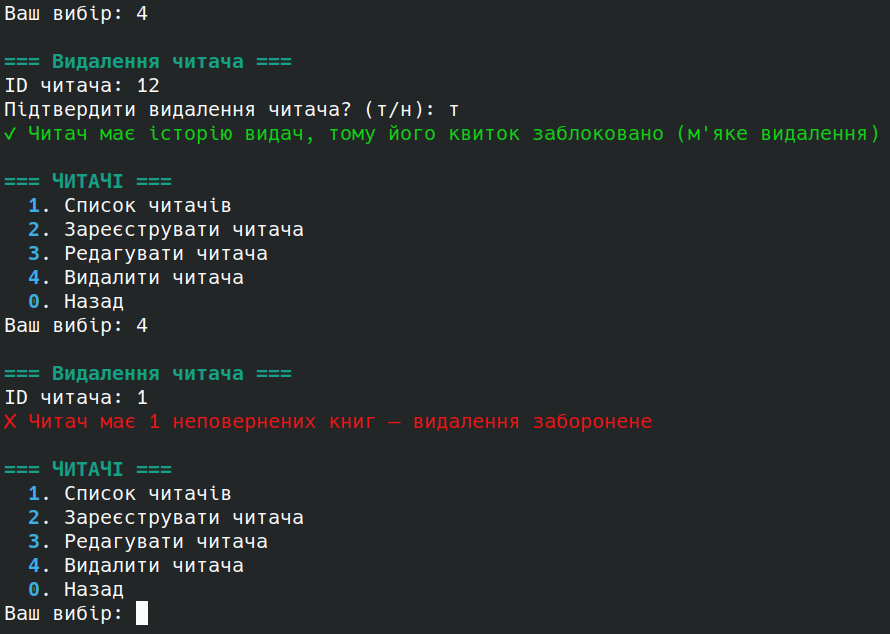 Ваш вибір: 4
=== Видалення читача ===
ID читача: 12
Підтвердити видалення читача? (т/н): т
✓ Читач має історію видач, тому його квиток заблоковано (м'яке видалення)
=== ЧИТАЧІ ===
1. Список читачів
2. Зареєструвати читача
3. Редагувати читача
4. Видалити читача
0. Назад
Ваш вибір: 4
=== Видалення читача ===
ID читача: 1
✗ Читач має 1 неповернених книг — видалення заборонене
=== ЧИТАЧІ ===
1. Список читачів
2. Зареєструвати читача
3. Редагувати читача
4. Видалити читача
0. Назад
Ваш вибір: